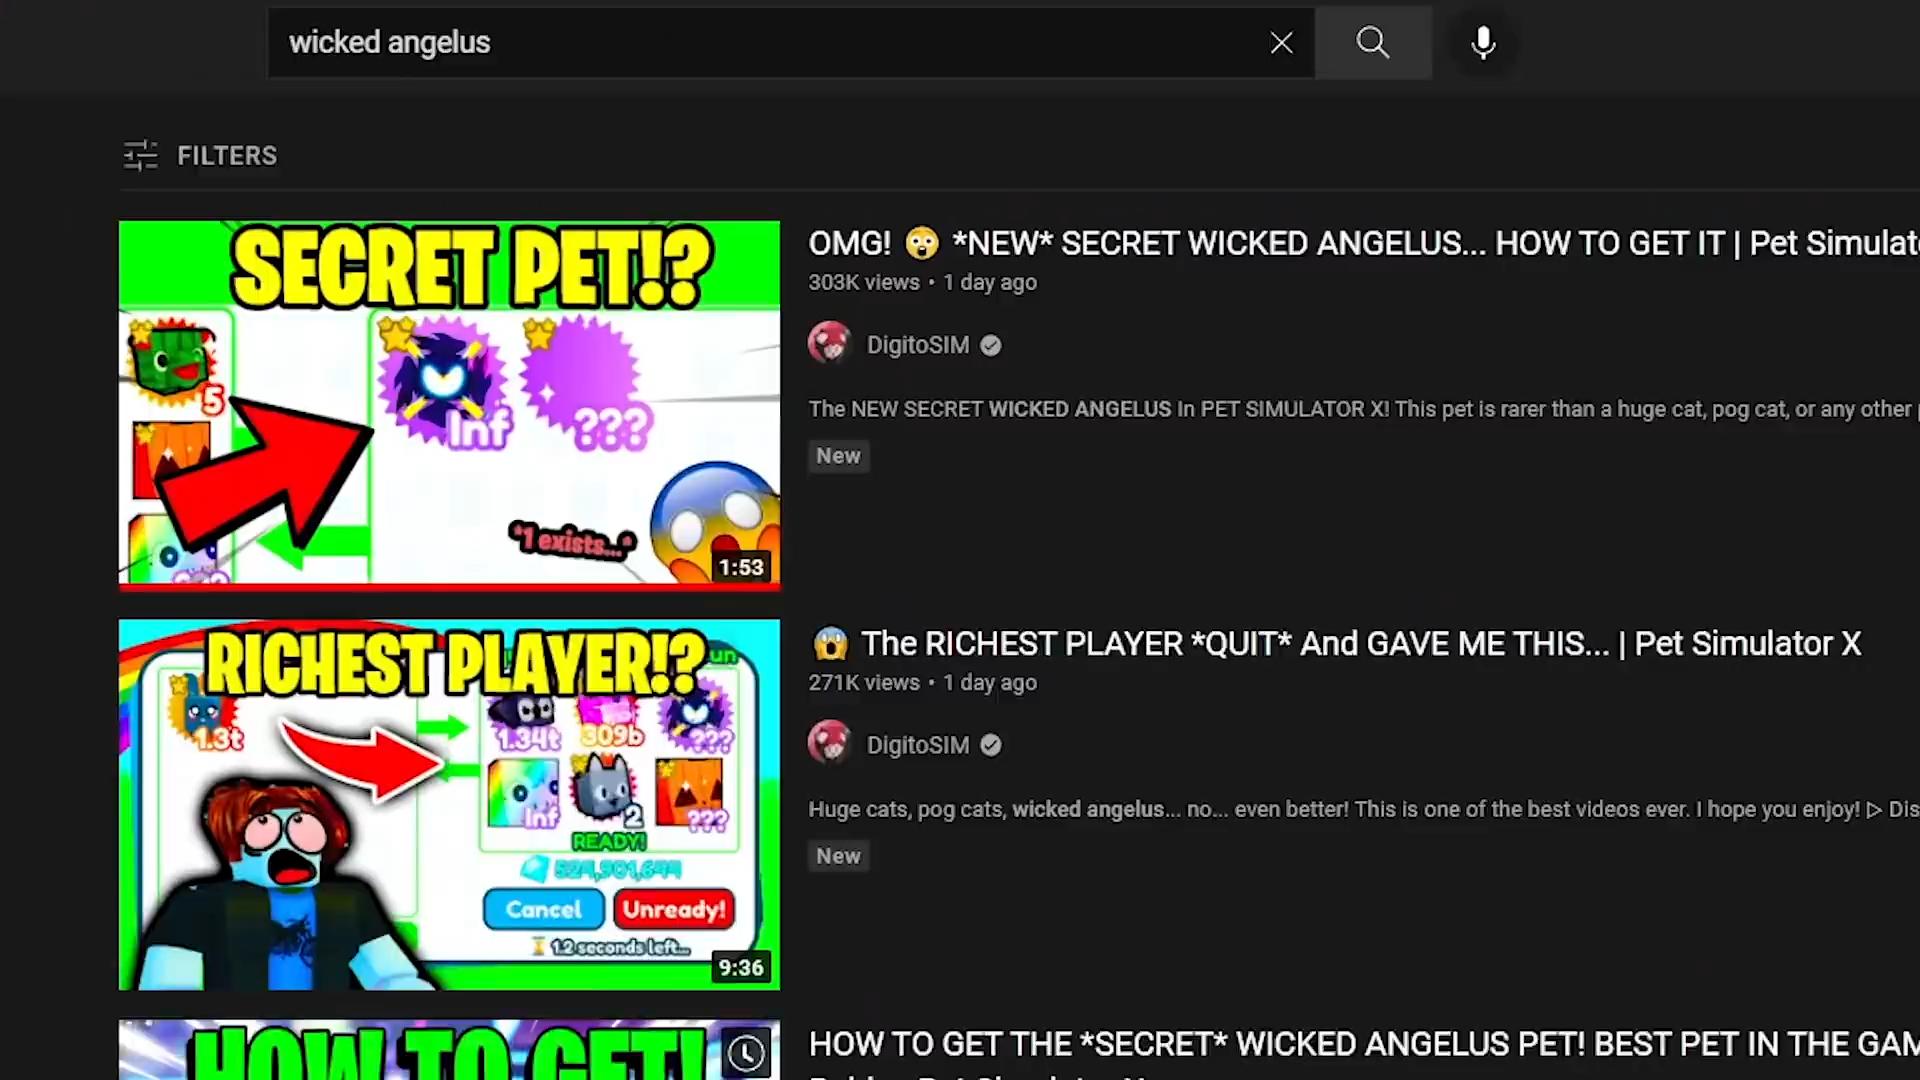 wicked angelus
FILTERS
SECRET PET!?
5
Inf
???
*1 exists...*
1:53
OMG! 😲 *NEW* SECRET WICKED ANGELUS... HOW TO GET IT | Pet Simulat
303K views • 1 day ago
DigitoSIM
The NEW SECRET WICKED ANGELUS In PET SIMULATOR X! This pet is rarer than a huge cat, pog cat, or any other
New
RICHEST PLAYER!?
un
1.3t
1.34t
309b
???
Inf
2
???
READY!
524,901,644
Cancel
Unready!
1.2 seconds left...
9:36
😱 The RICHEST PLAYER *QUIT* And GAVE ME THIS... | Pet Simulator X
271K views • 1 day ago
DigitoSIM
Huge cats, pog cats, wicked angelus... no... even better! This is one of the best videos ever. I hope you enjoy! ▷ Dis
New
HOW TO GET!
HOW TO GET THE *SECRET* WICKED ANGELUS PET! BEST PET IN THE GAM